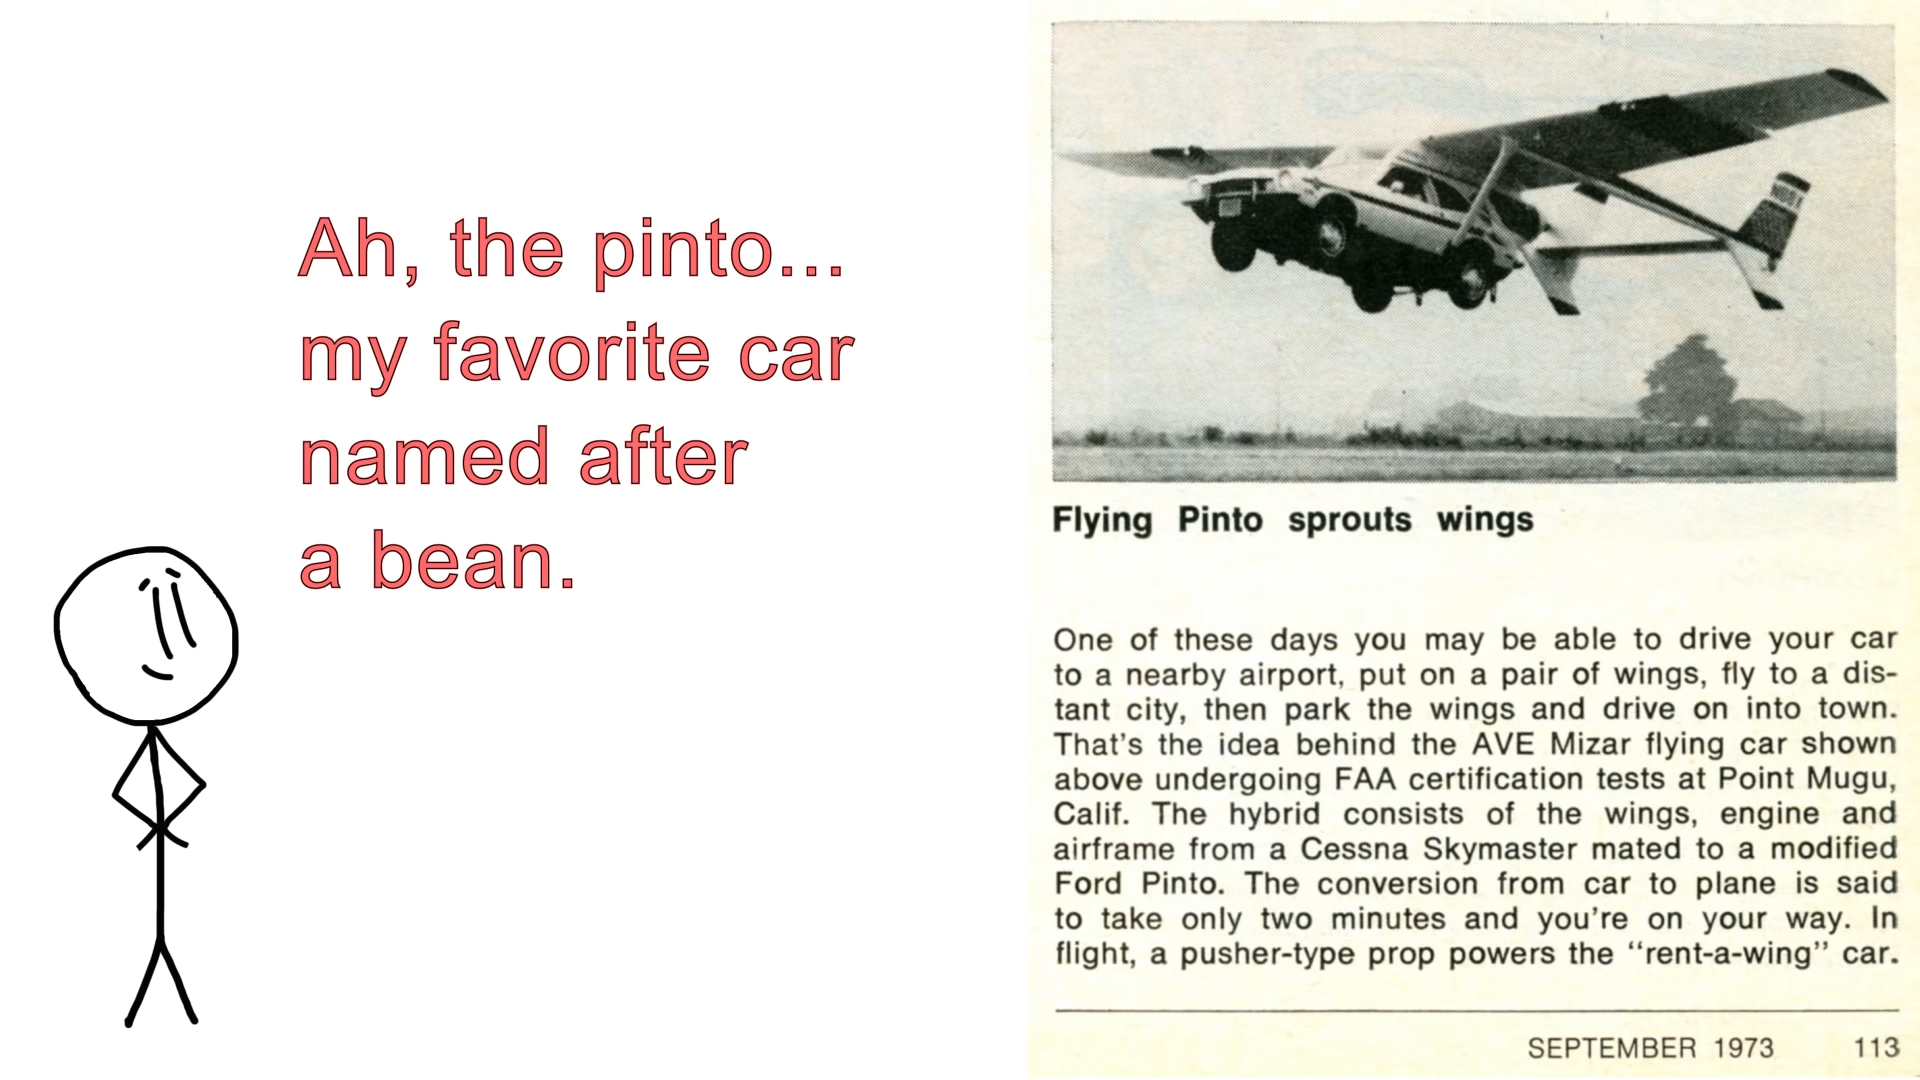 Ah, the pinto...
my favorite car
named after
a bean.
Flying Pinto sprouts wings
One of these days you may be able to drive your car
to a nearby airport, put on a pair of wings, fly to a dis-
tant city, then park the wings and drive on into town.
That's the idea behind the AVE Mizar flying car shown
above undergoing FAA certification tests at Point Mugu,
Calif. The hybrid consists of the wings, engine and
airframe from a Cessna Skymaster mated to a modified
Ford Pinto. The conversion from car to plane is said
to take only two minutes and you're on your way. In
flight, a pusher-type prop powers the “rent-a-wing” car.
SEPTEMBER 1973 113